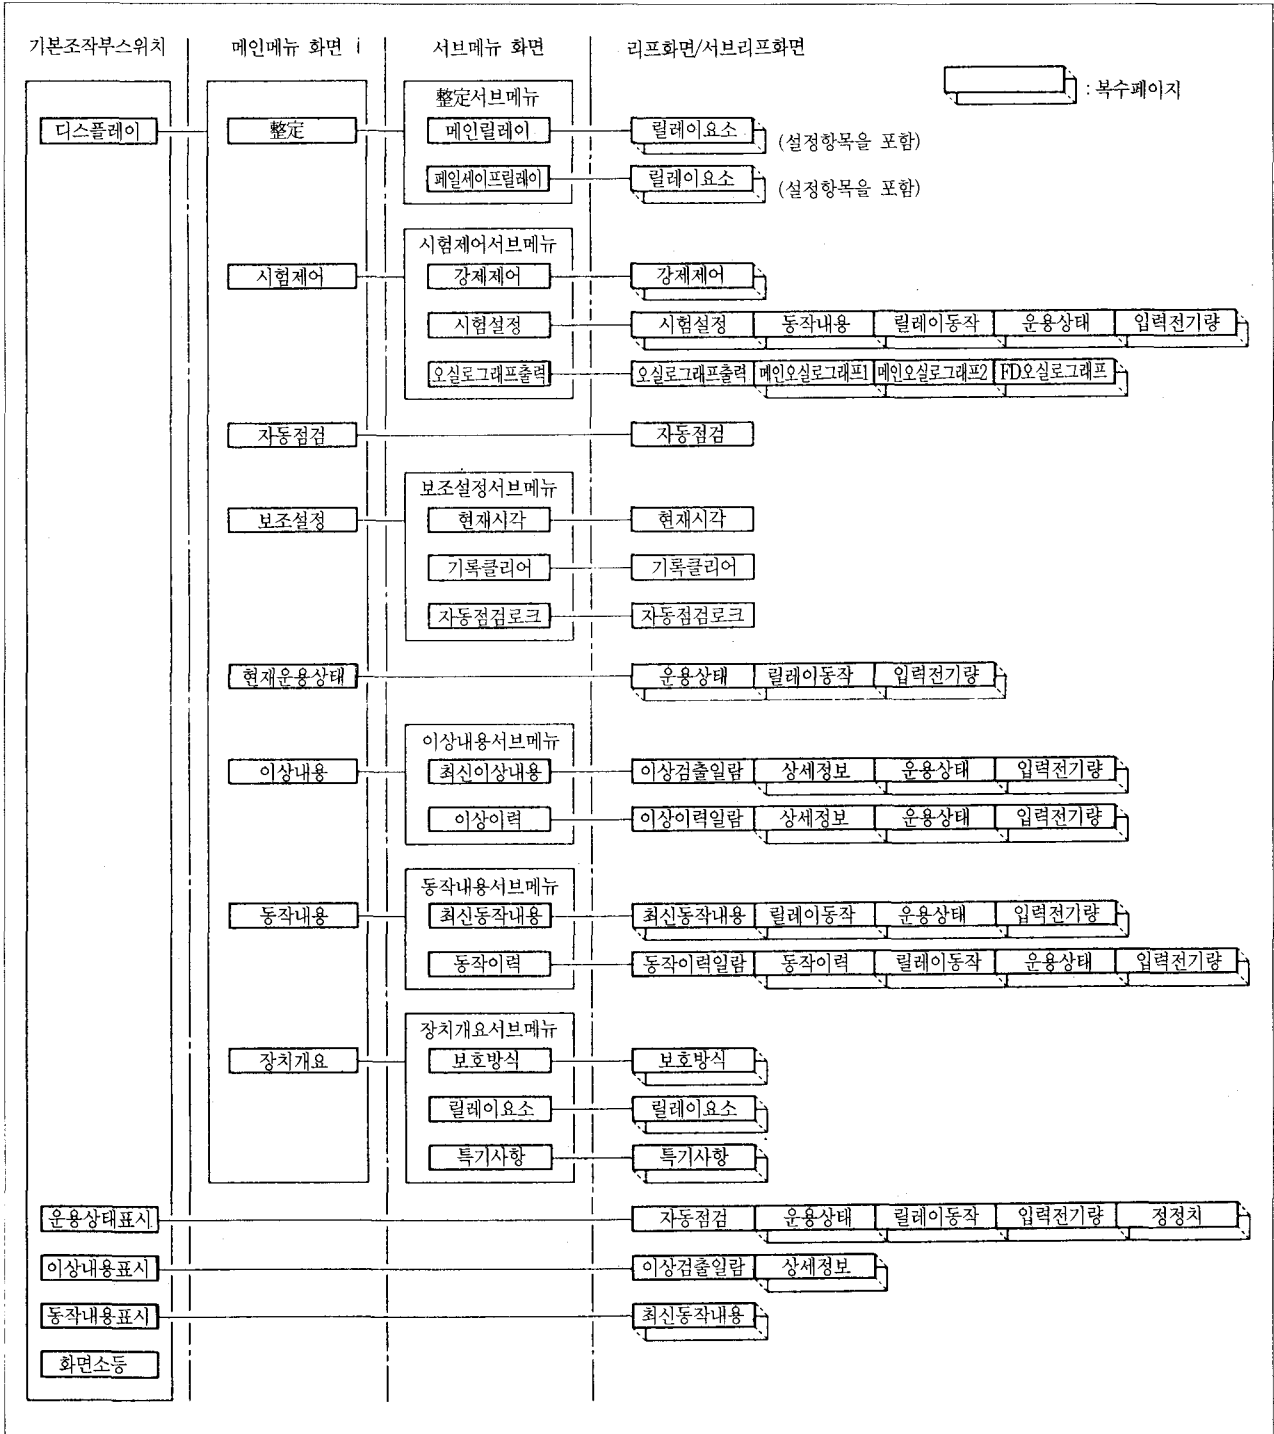 기본조작부스위치 메인메뉴 화면 서브메뉴 화면 리프화면/서브리프화면
: 복수페이지
整定서브메뉴
디스플레이 整定 메인릴레이 릴레이요소 (설정항목을 포함)
페일세이프릴레이 릴레이요소 (설정항목을 포함)
시험제어서브메뉴
시험제어 강제제어 강제제어
시험설정 시험설정 동작내용 릴레이동작 운용상태 입력전기량
오실로그래프출력 오실로그래프출력 메인오실로그래프1 메인오실로그래프2 FD오실로그래프
자동점검 자동점검
보조설정서브메뉴
보조설정 현재시각 현재시각
기록클리어 기록클리어
자동점검로크 자동점검로크
현재운용상태 운용상태 릴레이동작 입력전기량
이상내용서브메뉴
이상내용 최신이상내용 이상검출일람 상세정보 운용상태 입력전기량
이상이력 이상이력일람 상세정보 운용상태 입력전기량
동작내용서브메뉴
동작내용 최신동작내용 최신동작내용 릴레이동작 운용상태 입력전기량
동작이력 동작이력일람 동작이력 릴레이동작 운용상태 입력전기량
장치개요서브메뉴
장치개요 보호방식 보호방식
릴레이요소 릴레이요소
특기사항 특기사항
운용상태표시 자동점검 운용상태 릴레이동작 입력전기량 정정치
이상내용표시 이상검출일람 상세정보
동작내용표시 최신동작내용
화면소등